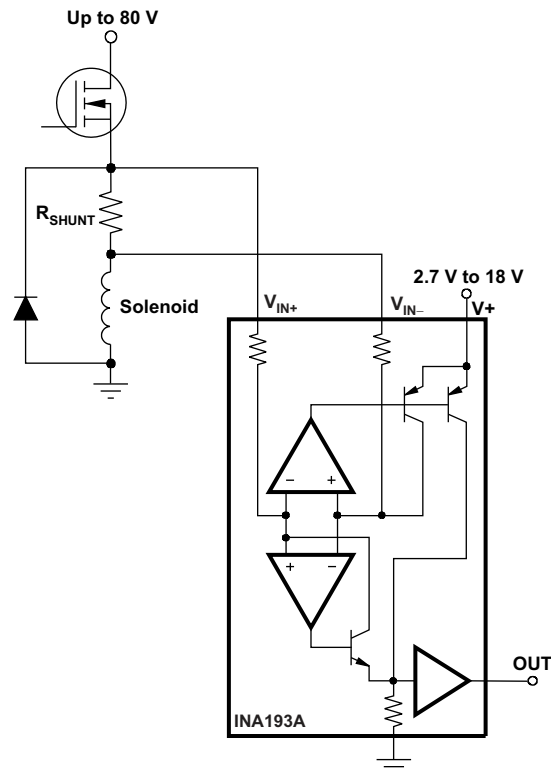 Up to 80 V
R_SHUNT
Solenoid
2.7 V to 18 V
V_IN+
V_IN–
V+
– +
+ –
OUT
INA193A